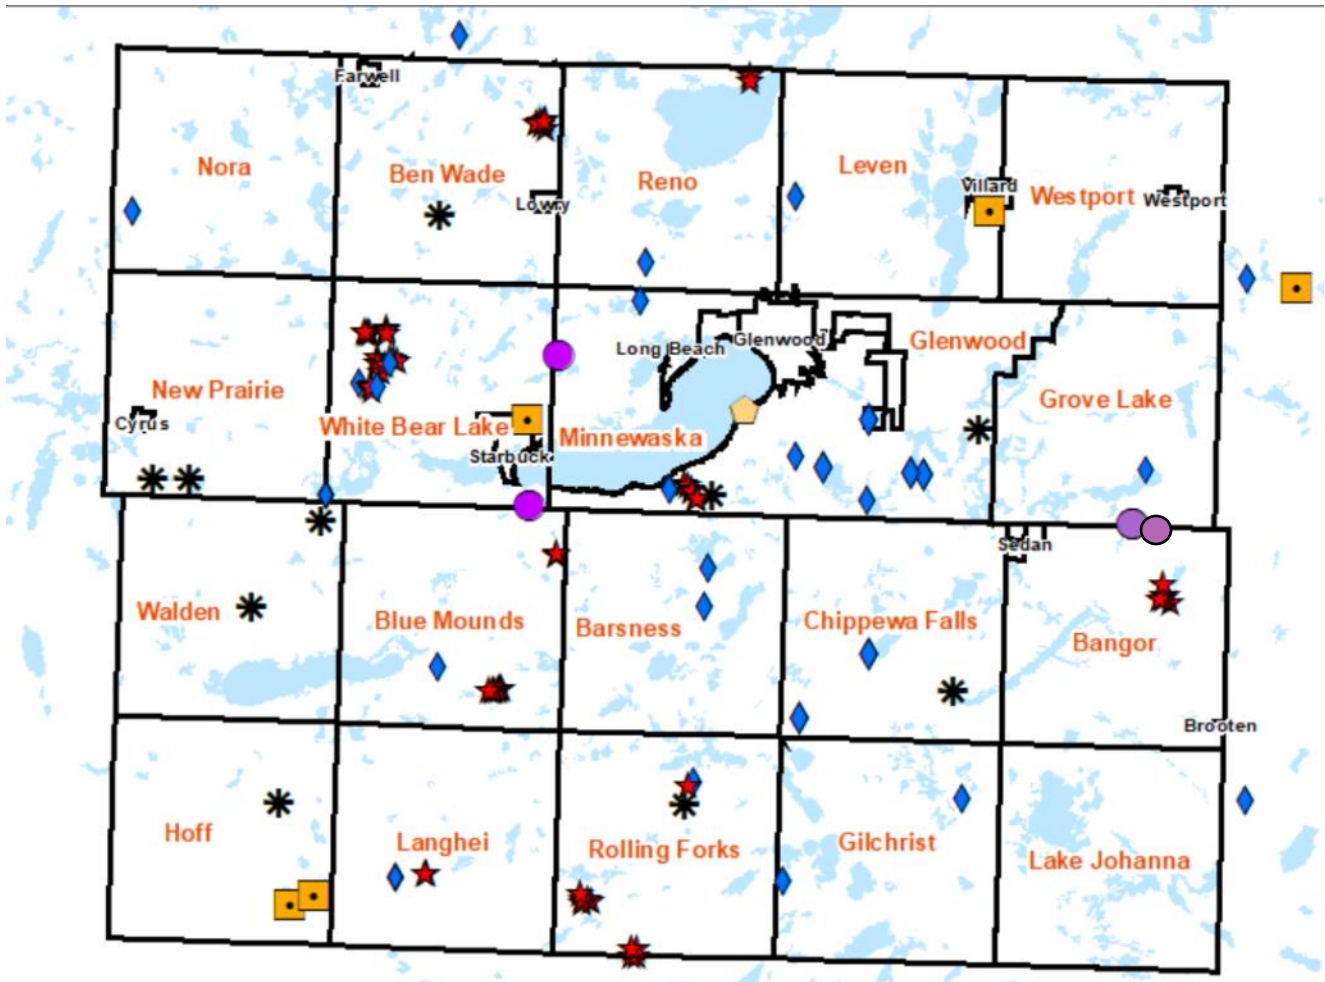 Farwell
Nora
Ben Wade
Reno
Leven
Villard
Westport
Westport
Lowry
Long Beach
Glenwood
Glenwood
New Prairie
Grove Lake
Cyrus
White Bear Lake
Minnewaska
Starbuck
Sedan
Walden
Blue Mounds
Barsness
Chippewa Falls
Bangor
Brooten
Hoff
Langhei
Rolling Forks
Gilchrist
Lake Johanna